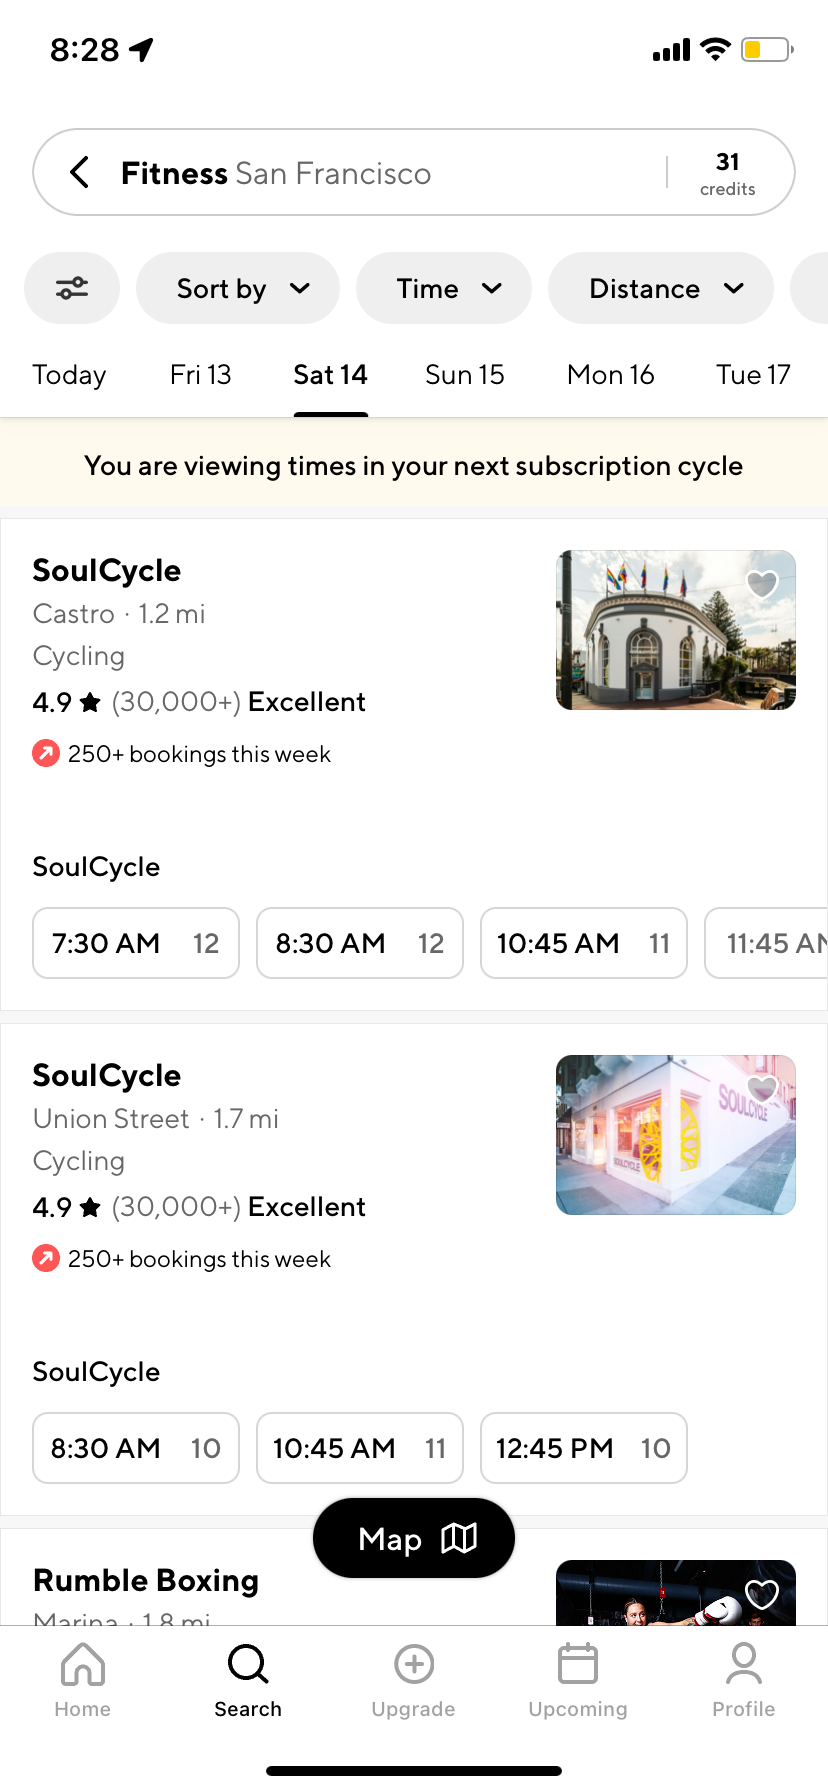 8:28
Fitness San Francisco
31
credits
Sort by
Time
Distance
Today
Fri 13
Sat 14
Sun 15
Mon 16
Tue 17
You are viewing times in your next subscription cycle
SoulCycle
Castro · 1.2 mi
Cycling
4.9 ★ (30,000+) Excellent
250+ bookings this week
SoulCycle
7:30 AM 12
8:30 AM 12
10:45 AM 11
11:45 AM
SoulCycle
Union Street · 1.7 mi
Cycling
4.9 ★ (30,000+) Excellent
250+ bookings this week
SOULCYCLE
SOULCYCLE
SoulCycle
8:30 AM 10
10:45 AM 11
12:45 PM 10
Map
Rumble Boxing
Marina · 1.8 mi
Home
Search
Upgrade
Upcoming
Profile